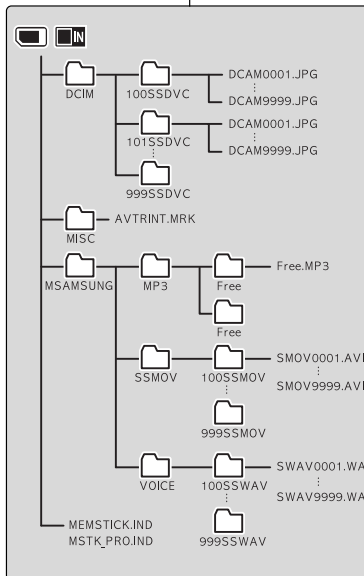 IN
DCIM
100SSDVC
DCAM0001.JPG
DCAM9999.JPG
101SSDVC
DCAM0001.JPG
DCAM9999.JPG
999SSDVC
MISC
AVTRINT.MRK
MSAMSUNG
MP3
Free
Free.MP3
Free
SSMOV
100SSMOV
SMOV0001.AVI
SMOV9999.AVI
999SSMOV
VOICE
100SSWAV
SWAV0001.WA
SWAV9999.WA
999SSWAV
MEMSTICK.IND
MSTK_PRO.IND